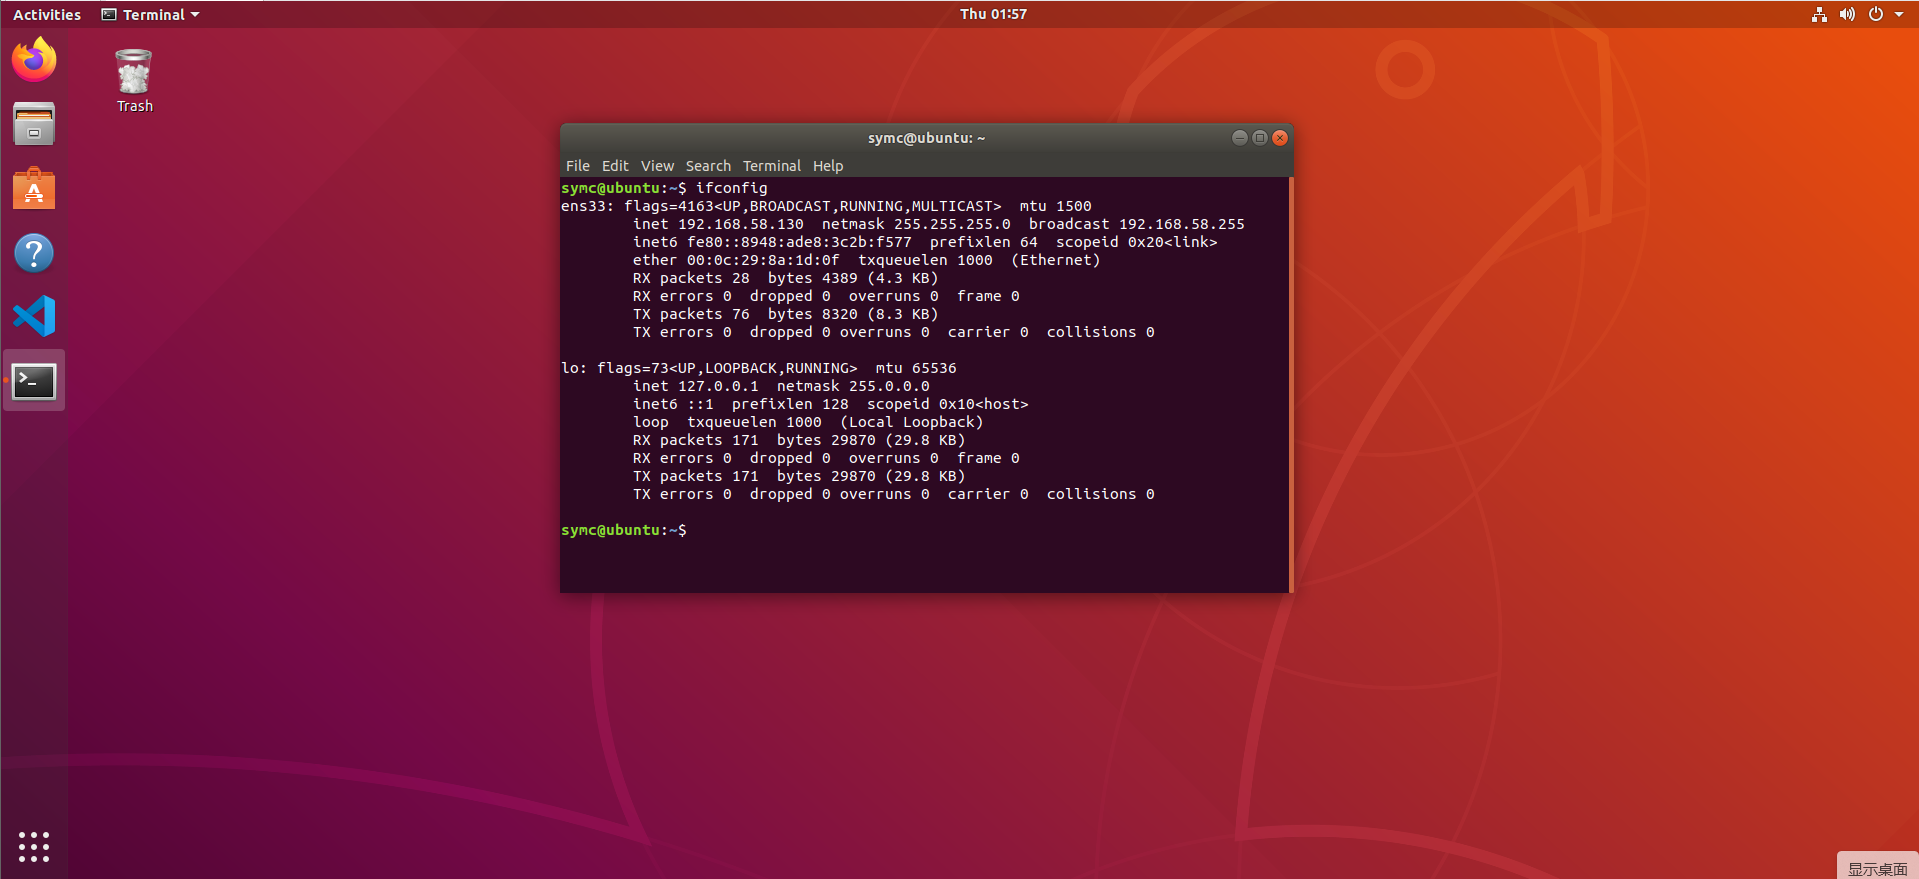 Activities Terminal Thu 01:57
Trash
symc@ubuntu: ~
File Edit View Search Terminal Help
symc@ubuntu:~$ ifconfig
ens33: flags=4163<UP,BROADCAST,RUNNING,MULTICAST>  mtu 1500
        inet 192.168.58.130  netmask 255.255.255.0  broadcast 192.168.58.255
        inet6 fe80::8948:ade8:3c2b:f577  prefixlen 64  scopeid 0x20<link>
        ether 00:0c:29:8a:1d:0f  txqueuelen 1000  (Ethernet)
        RX packets 28  bytes 4389 (4.3 KB)
        RX errors 0  dropped 0  overruns 0  frame 0
        TX packets 76  bytes 8320 (8.3 KB)
        TX errors 0  dropped 0 overruns 0  carrier 0  collisions 0
lo: flags=73<UP,LOOPBACK,RUNNING>  mtu 65536
        inet 127.0.0.1  netmask 255.0.0.0
        inet6 ::1  prefixlen 128  scopeid 0x10<host>
        loop  txqueuelen 1000  (Local Loopback)
        RX packets 171  bytes 29870 (29.8 KB)
        RX errors 0  dropped 0  overruns 0  frame 0
        TX packets 171  bytes 29870 (29.8 KB)
        TX errors 0  dropped 0 overruns 0  carrier 0  collisions 0
symc@ubuntu:~$
显示桌面